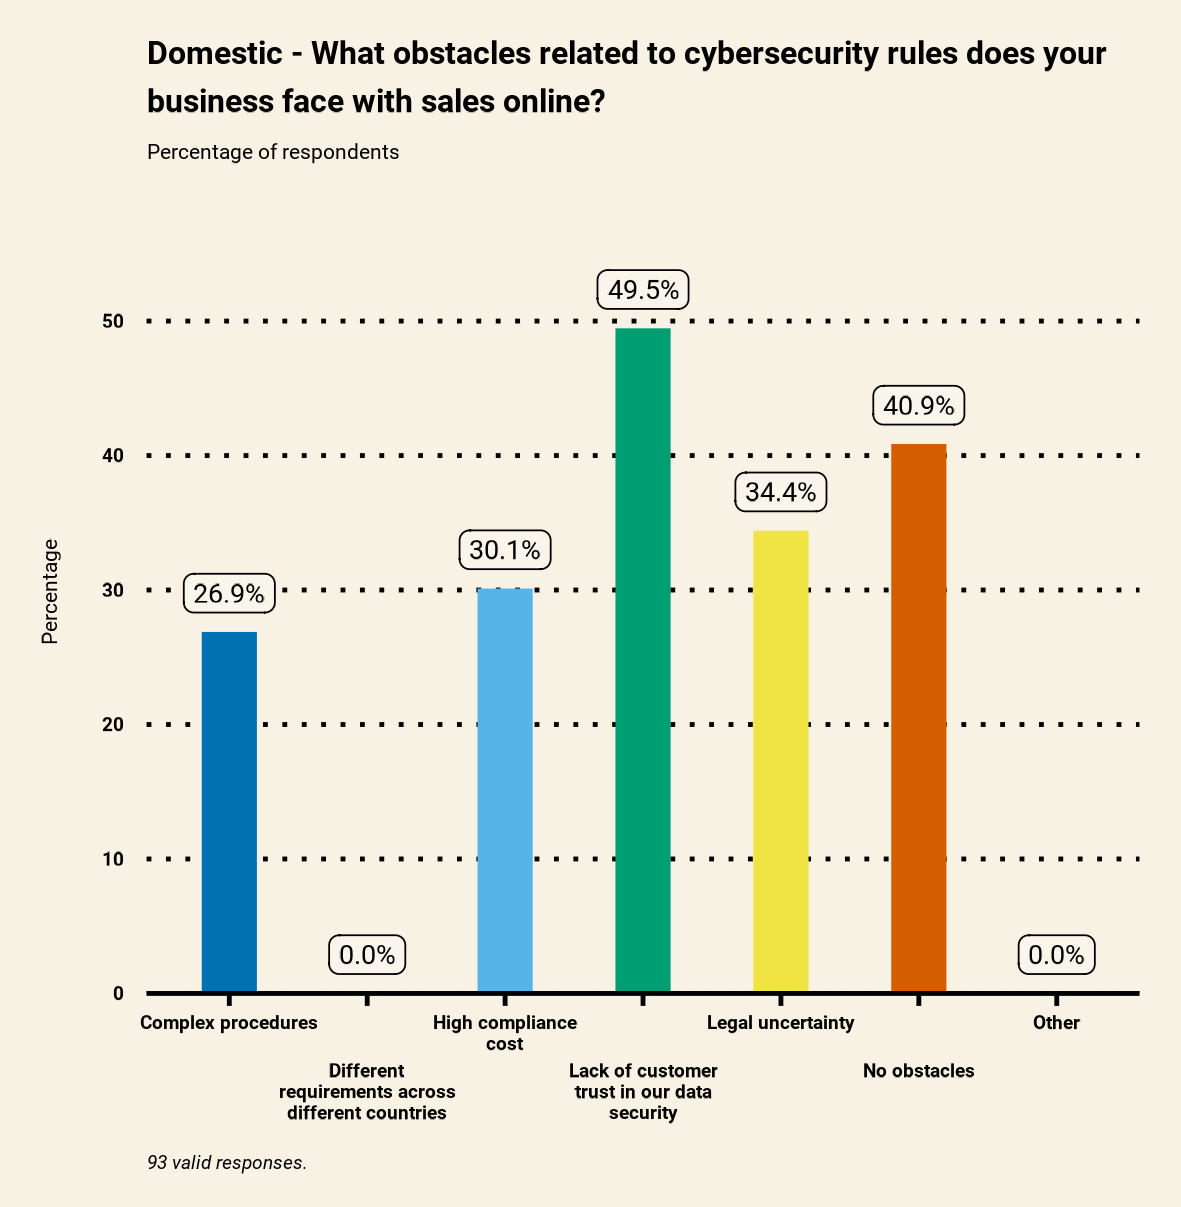 Domestic - What obstacles related to cybersecurity rules does your
business face with sales online?
Percentage of respondents
49.5%
50
40.9%
40
34.4%
30.1%
Percentage
30
26.9%
20
10
0.0%
0.0%
0
Complex procedures
Different
requirements across
different countries
High compliance
cost
Lack of customer
trust in our data
security
Legal uncertainty
No obstacles
Other
93 valid responses.